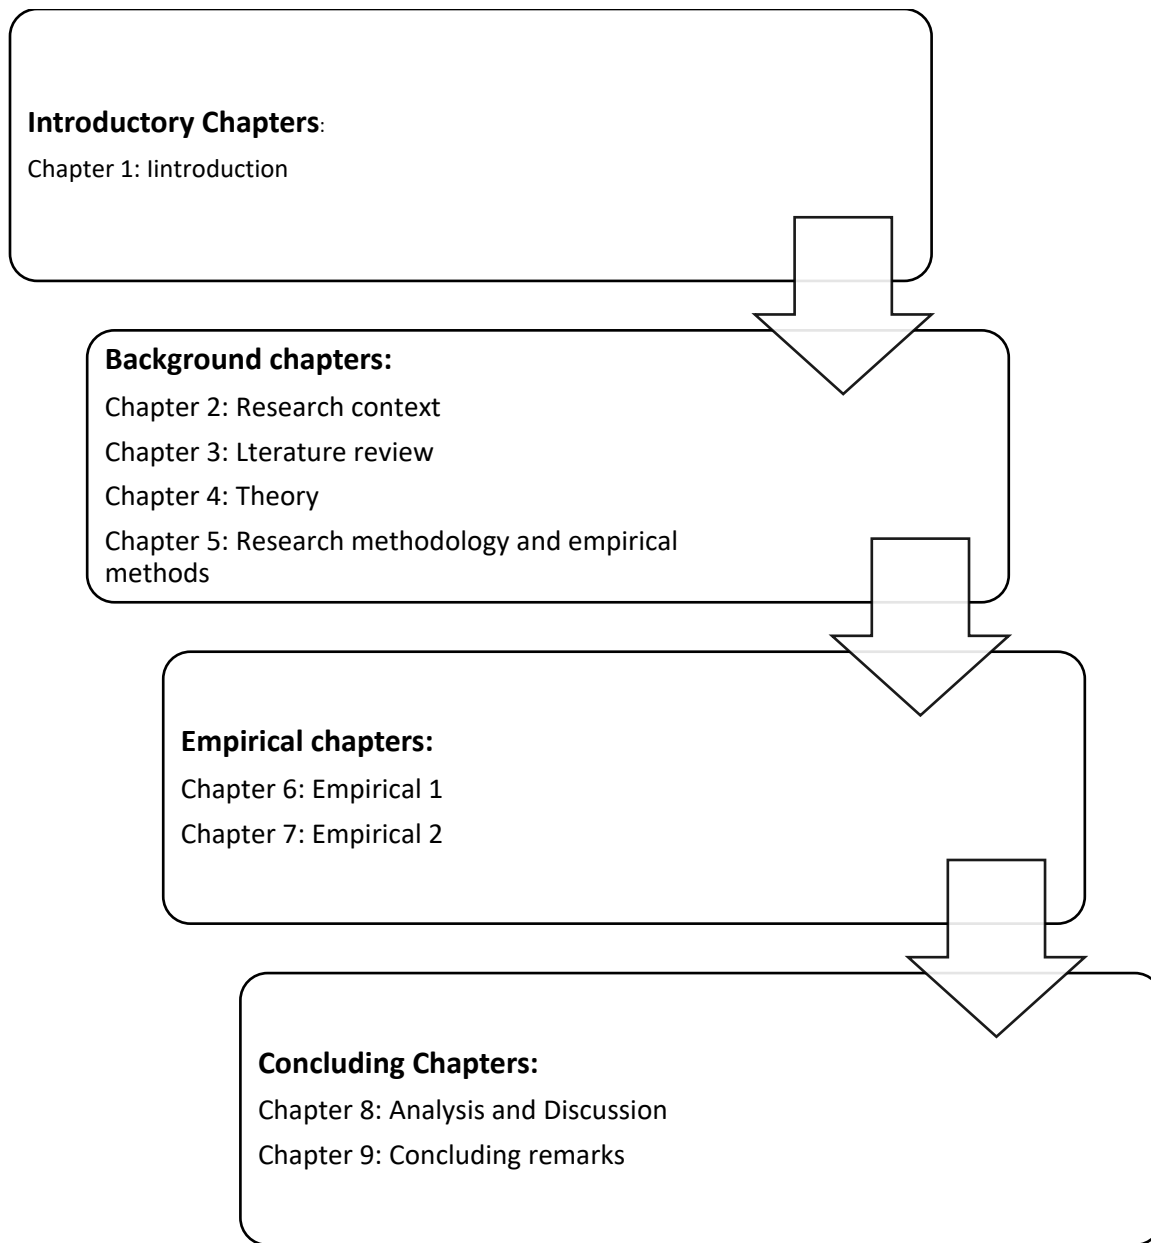 Introductory Chapters:
Chapter 1: Iintroduction
Background chapters:
Chapter 2: Research context
Chapter 3: Lterature review
Chapter 4: Theory
Chapter 5: Research methodology and empirical
methods
Empirical chapters:
Chapter 6: Empirical 1
Chapter 7: Empirical 2
Concluding Chapters:
Chapter 8: Analysis and Discussion
Chapter 9: Concluding remarks